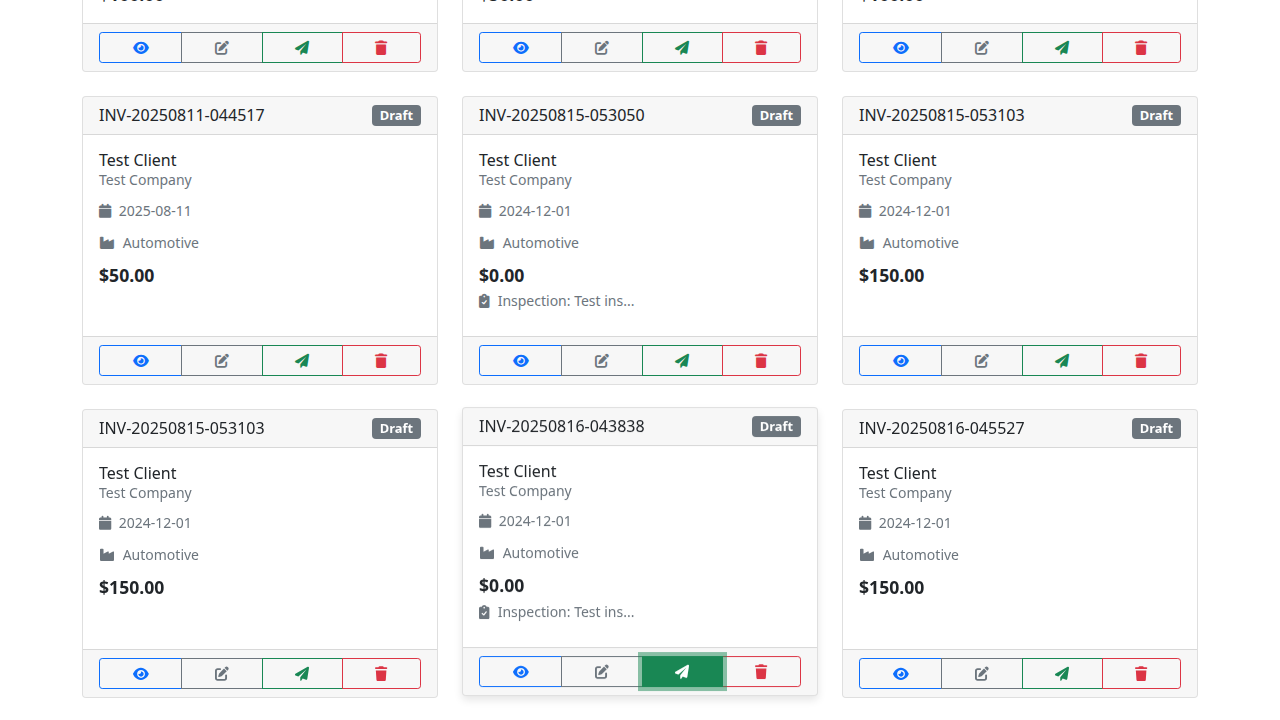 INV-20250811-044517
Draft
Test Client
Test Company
2025-08-11
Automotive
$50.00
INV-20250815-053050
Draft
Test Client
Test Company
2024-12-01
Automotive
$0.00
Inspection: Test ins...
INV-20250815-053103
Draft
Test Client
Test Company
2024-12-01
Automotive
$150.00
INV-20250815-053103
Draft
Test Client
Test Company
2024-12-01
Automotive
$150.00
INV-20250816-043838
Draft
Test Client
Test Company
2024-12-01
Automotive
$0.00
Inspection: Test ins...
INV-20250816-045527
Draft
Test Client
Test Company
2024-12-01
Automotive
$150.00